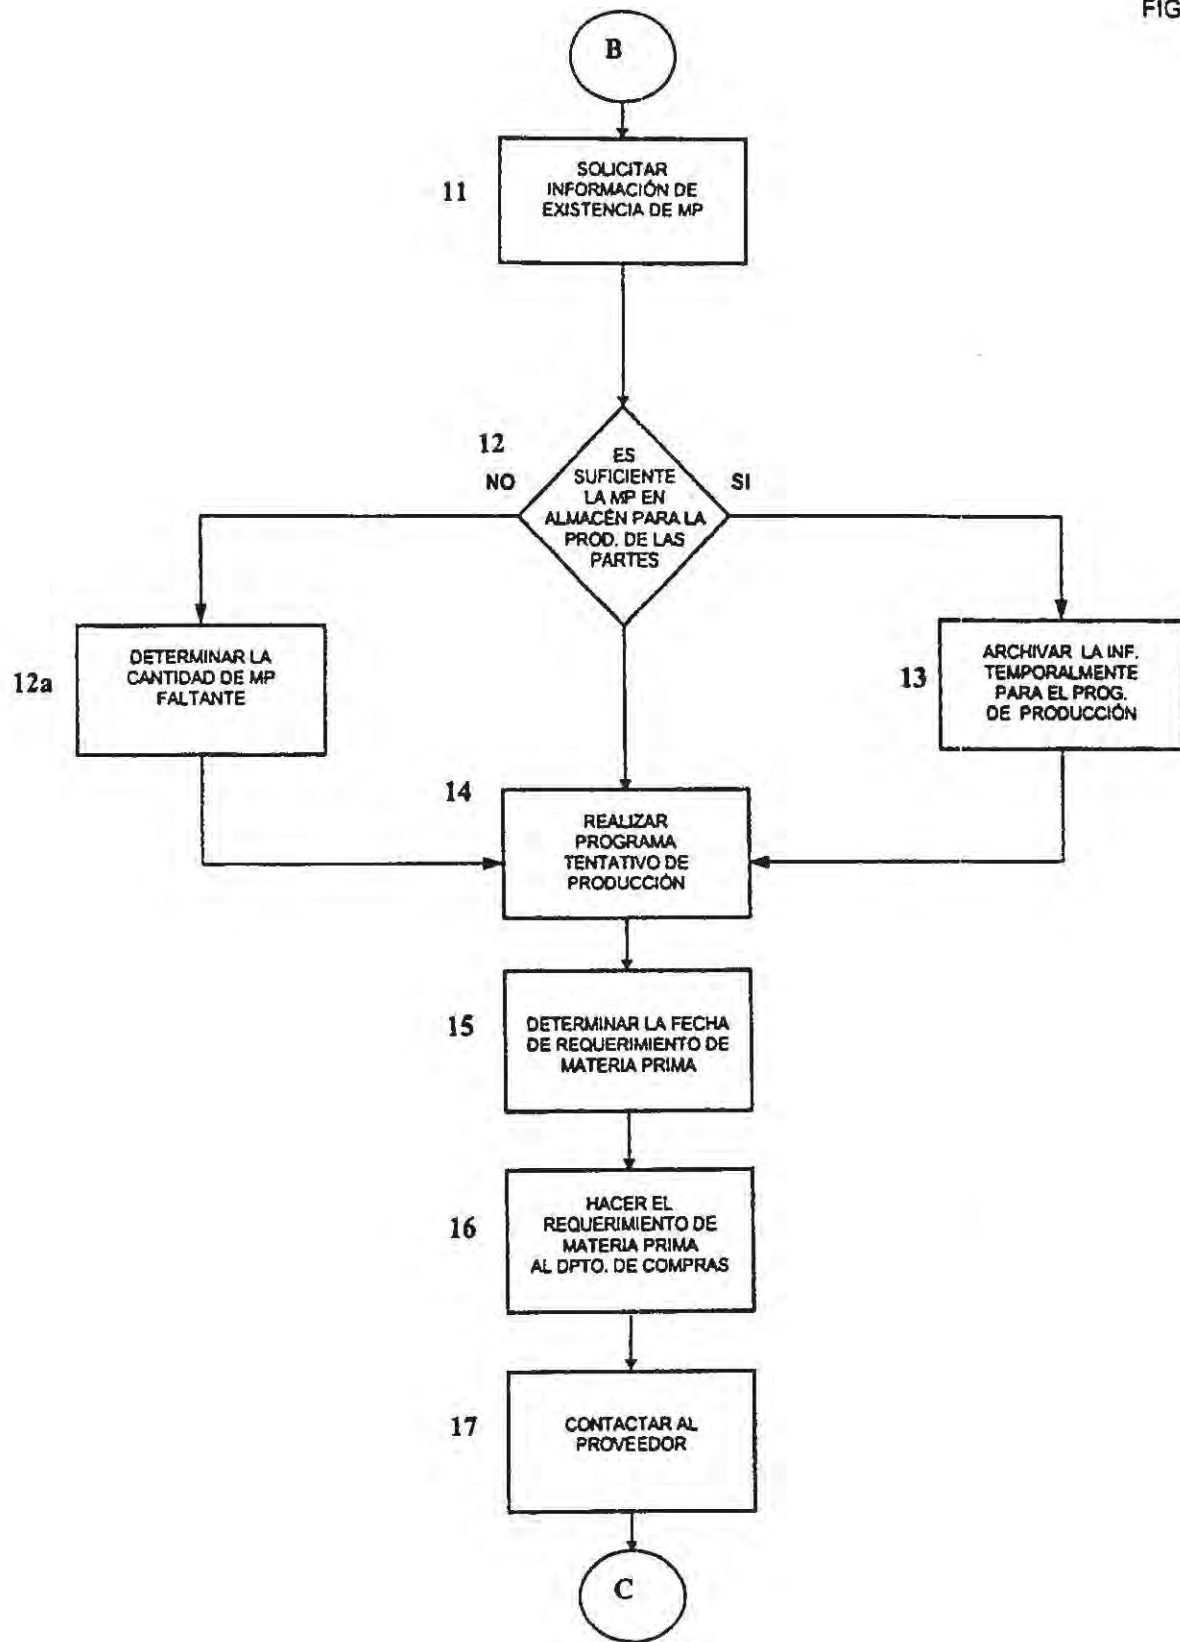 FIG
B
11
SOLICITAR
INFORMACIÓN DE
EXISTENCIA DE MP
12
NO
SI
ES
SUFICIENTE
LA MP EN
ALMACÉN PARA LA
PROD. DE LAS
PARTES
12a
DETERMINAR LA
CANTIDAD DE MP
FALTANTE
13
ARCHIVAR LA INF.
TEMPORALMENTE
PARA EL PROG.
DE PRODUCCIÓN
14
REALIZAR
PROGRAMA
TENTATIVO DE
PRODUCCIÓN
15
DETERMINAR LA FECHA
DE REQUERIMIENTO DE
MATERIA PRIMA
16
HACER EL
REQUERIMIENTO DE
MATERIA PRIMA
AL DPTO. DE COMPRAS
17
CONTACTAR AL
PROVEEDOR
C